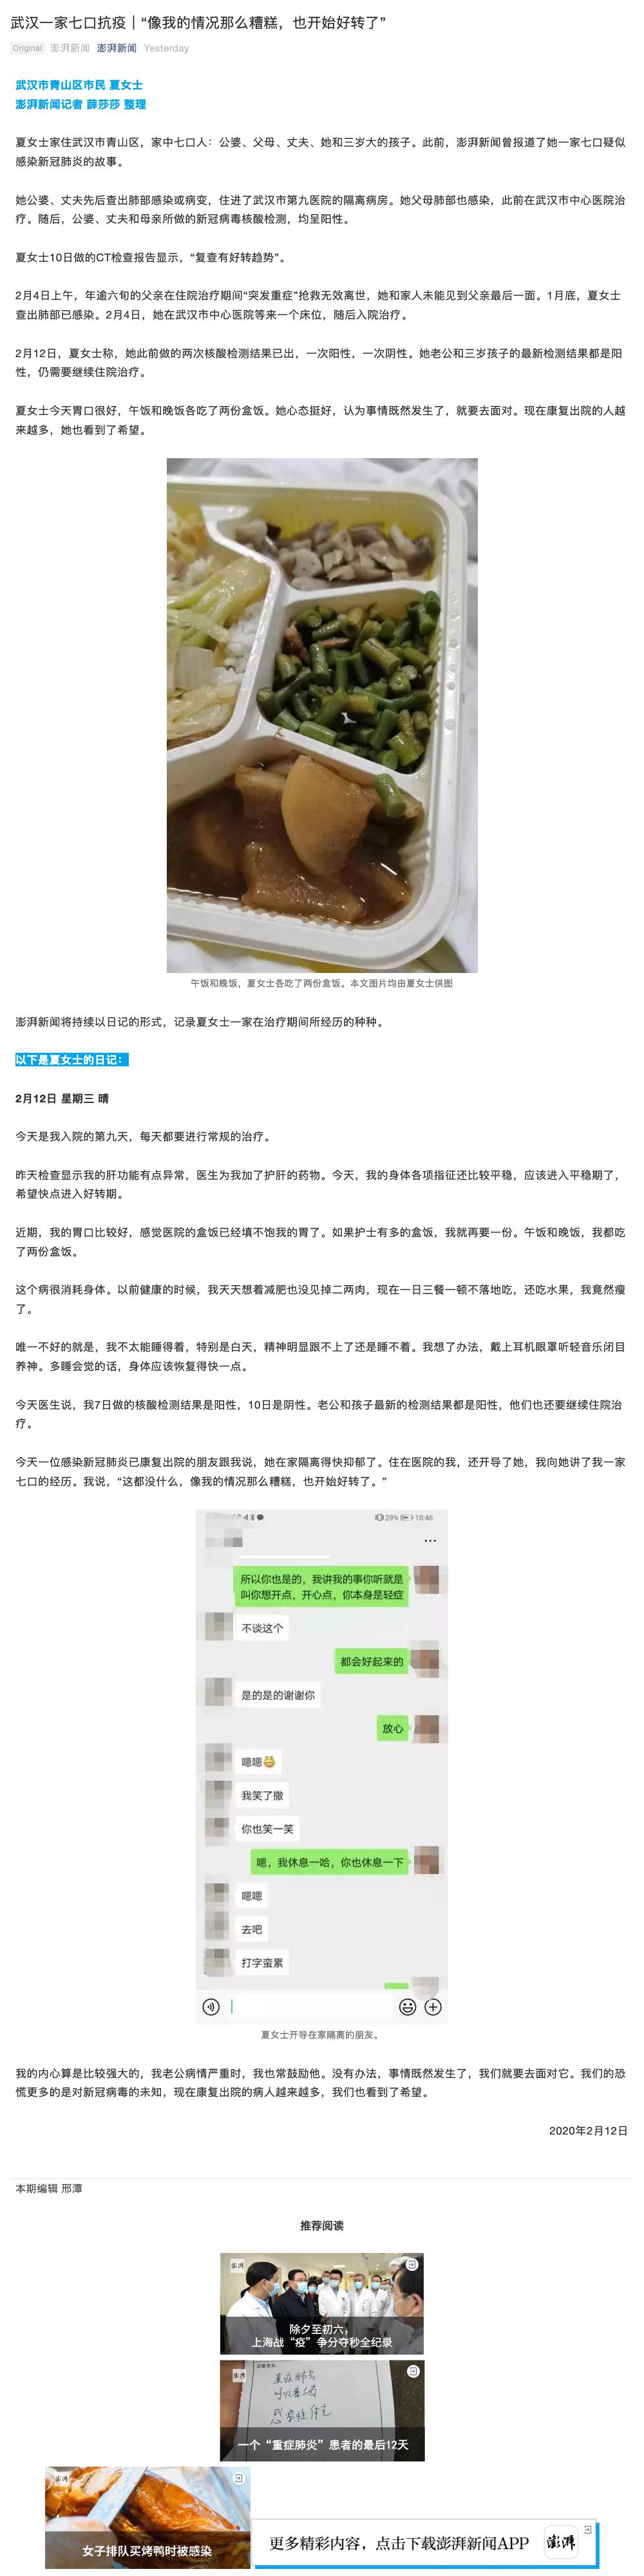 武汉一家七口抗疫｜“像我的情况那么糟糕，也开始好转了”
Original 澎湃新闻 澎湃新闻 Yesterday
武汉市青山区市民 夏女士
澎湃新闻记者 薛莎莎 整理
夏女士家住武汉市青山区，家中七口人：公婆、父母、丈夫、她和三岁大的孩子。此前，澎湃新闻曾报道了她一家七口疑似
感染新冠肺炎的故事。
她公婆、丈夫先后查出肺部感染或病变，住进了武汉市第九医院的隔离病房。她父母肺部也感染，此前在武汉市中心医院治
疗。随后，公婆、丈夫和母亲所做的新冠病毒核酸检测，均呈阳性。
夏女士10日做的CT检查报告显示，“复查有好转趋势”。
2月4日上午，年逾六旬的父亲在住院治疗期间“突发重症”抢救无效离世，她和家人未能见到父亲最后一面。1月底，夏女士
查出肺部已感染。2月4日，她在武汉市中心医院等来一个床位，随后入院治疗。
2月12日，夏女士称，她此前做的两次核酸检测结果已出，一次阳性，一次阴性。她老公和三岁孩子的最新检测结果都是阳
性，仍需要继续住院治疗。
夏女士今天胃口很好，午饭和晚饭各吃了两份盒饭。她心态挺好，认为事情既然发生了，就要去面对。现在康复出院的人越
来越多，她也看到了希望。
午饭和晚饭，夏女士各吃了两份盒饭。本文图片均由夏女士供图
澎湃新闻将持续以日记的形式，记录夏女士一家在治疗期间所经历的种种。
以下是夏女士的日记：
2月12日 星期三 晴
今天是我入院的第九天，每天都要进行常规的治疗。
昨天检查显示我的肝功能有点异常，医生为我加了护肝的药物。今天，我的身体各项指征还比较平稳，应该进入平稳期了，
希望快点进入好转期。
近期，我的胃口比较好，感觉医院的盒饭已经填不饱我的胃了。如果护士有多的盒饭，我就再要一份。午饭和晚饭，我都吃
了两份盒饭。
这个病很消耗身体。以前健康的时候，我天天想着减肥也没见掉二两肉，现在一日三餐一顿不落地吃，还吃水果，我竟然瘦
了。
唯一不好的就是，我不太能睡得着，特别是白天，精神明显跟不上了还是睡不着。我想了办法，戴上耳机眼罩听轻音乐闭目
养神。多睡会觉的话，身体应该恢复得快一点。
今天医生说，我7日做的核酸检测结果是阳性，10日是阴性。老公和孩子最新的检测结果都是阳性，他们也还要继续住院治
疗。
今天一位感染新冠肺炎已康复出院的朋友跟我说，她在家隔离得快抑郁了。住在医院的我，还开导了她，我向她讲了我一家
七口的经历。我说，“这都没什么，像我的情况那么糟糕，也开始好转了。”
29% 18:46
所以你也是的，我讲我的事你听就是
叫你想开点，开心点，你本身是轻症
不谈这个
都会好起来的
是的是的谢谢你
放心
嗯嗯
我笑了撒
你也笑一笑
嗯，我休息一哈，你也休息一下
嗯嗯
去吧
打字蛮累
夏女士开导在家隔离的朋友。
我的内心算是比较强大的，我老公病情严重时，我也常鼓励他。没有办法，事情既然发生了，我们就要去面对它。我们的恐
慌更多的是对新冠病毒的未知，现在康复出院的病人越来越多，我们也看到了希望。
2020年2月12日
本期编辑 邢潭
推荐阅读
澎湃
除夕至初六，
上海战“疫”争分夺秒全纪录
澎湃
重症肺炎
一个“重症肺炎”患者的最后12天
澎湃
女子排队买烤鸭时被感染
更多精彩内容，点击下载澎湃新闻APP
澎湃